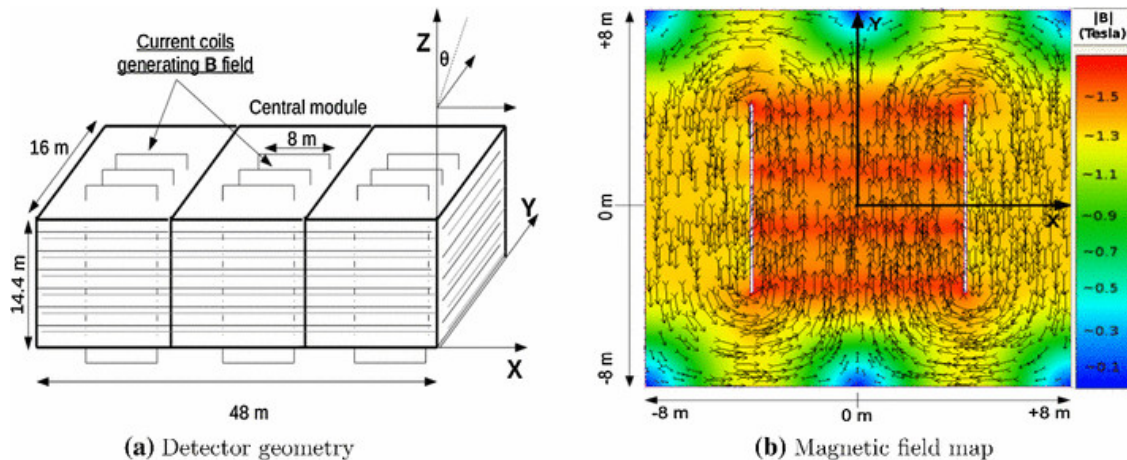 Current coils
generating B field
Central module
Z
θ
8 m
16 m
Y
14.4 m
X
48 m
(a) Detector geometry
+8 m
0 m
-8 m
Y
X
-8 m
0 m
+8 m
|B|
(Tesla)
~1.5
~1.3
~1.1
~0.9
~0.7
~0.5
~0.3
~0.1
(b) Magnetic field map